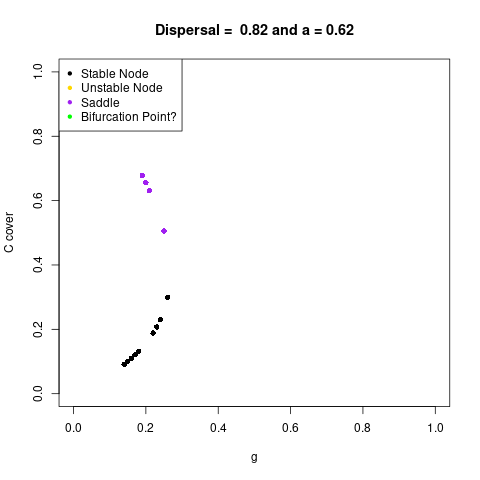 Dispersal =  0.82 and a = 0.62
Stable Node
Unstable Node
Saddle
Bifurcation Point?
C cover
1.0
0.8
0.6
0.4
0.2
0.0
0.0 0.2 0.4 0.6 0.8 1.0
g